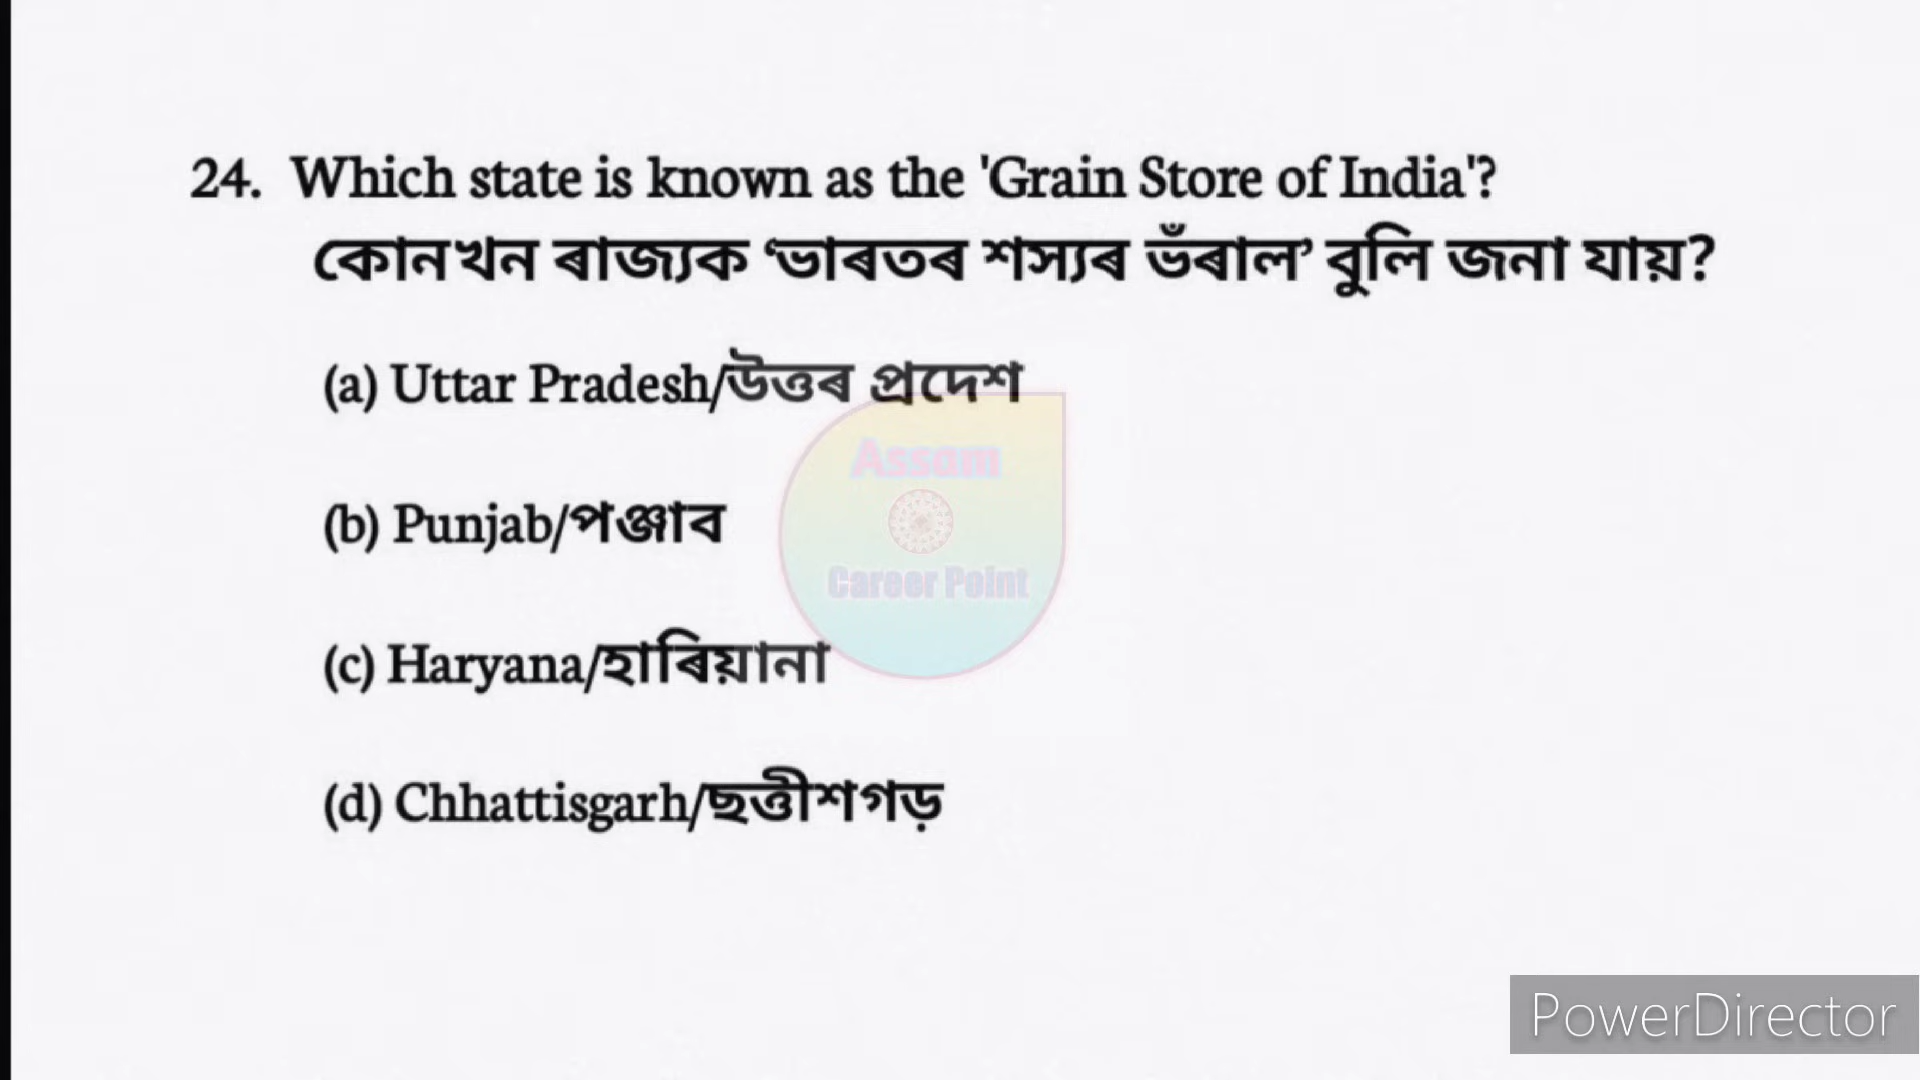 24. Which state is known as the 'Grain Store of India'?
কোনখন ৰাজ্যক ‘ভাৰতৰ শস্যৰ ভঁৰাল’ বুলি জনা যায়?
(a) Uttar Pradesh/উত্তৰ প্ৰদেশ
Assam
(b) Punjab/পঞ্জাব
Career Point
(c) Haryana/হাৰিয়ানা
(d) Chhattisgarh/ছত্তীশগড়
PowerDirector